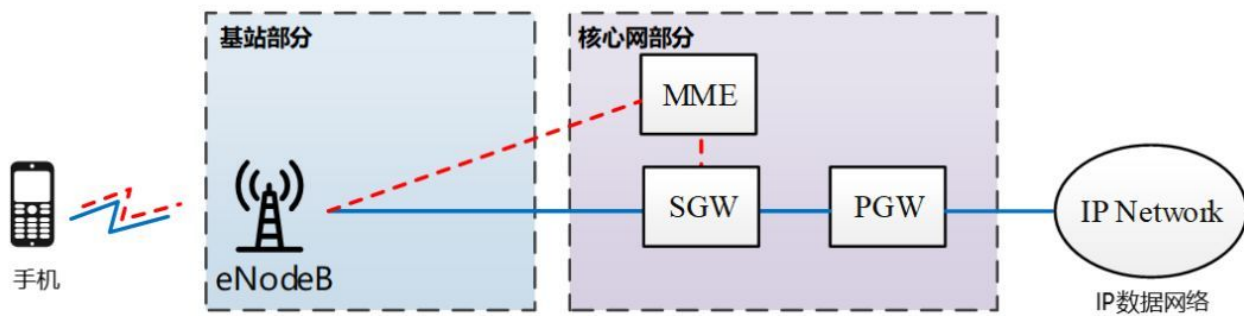 基站部分
核心网部分
MME
SGW
PGW
IP Network
eNodeB
手机
IP数据网络